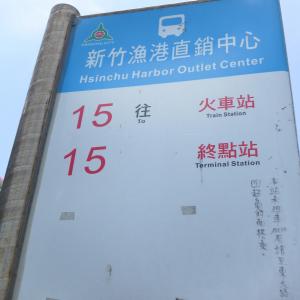 新竹漁港直銷中心
Hsinchu Harbor Outlet Center
15 往 火車站
To Train Station
15 終點站
Terminal Station